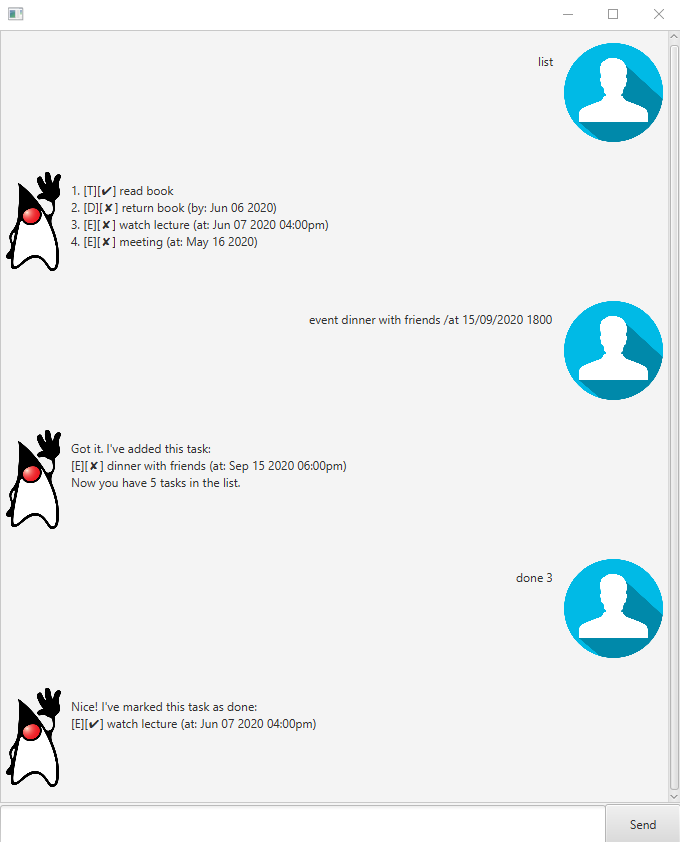 list
1. [T][✔] read book
2. [D][✘] return book (by: Jun 06 2020)
3. [E][✘] watch lecture (at: Jun 07 2020 04:00pm)
4. [E][✘] meeting (at: May 16 2020)
event dinner with friends /at 15/09/2020 1800
Got it. I've added this task:
[E][✘] dinner with friends (at: Sep 15 2020 06:00pm)
Now you have 5 tasks in the list.
done 3
Nice! I've marked this task as done:
[E][✔] watch lecture (at: Jun 07 2020 04:00pm)
Send